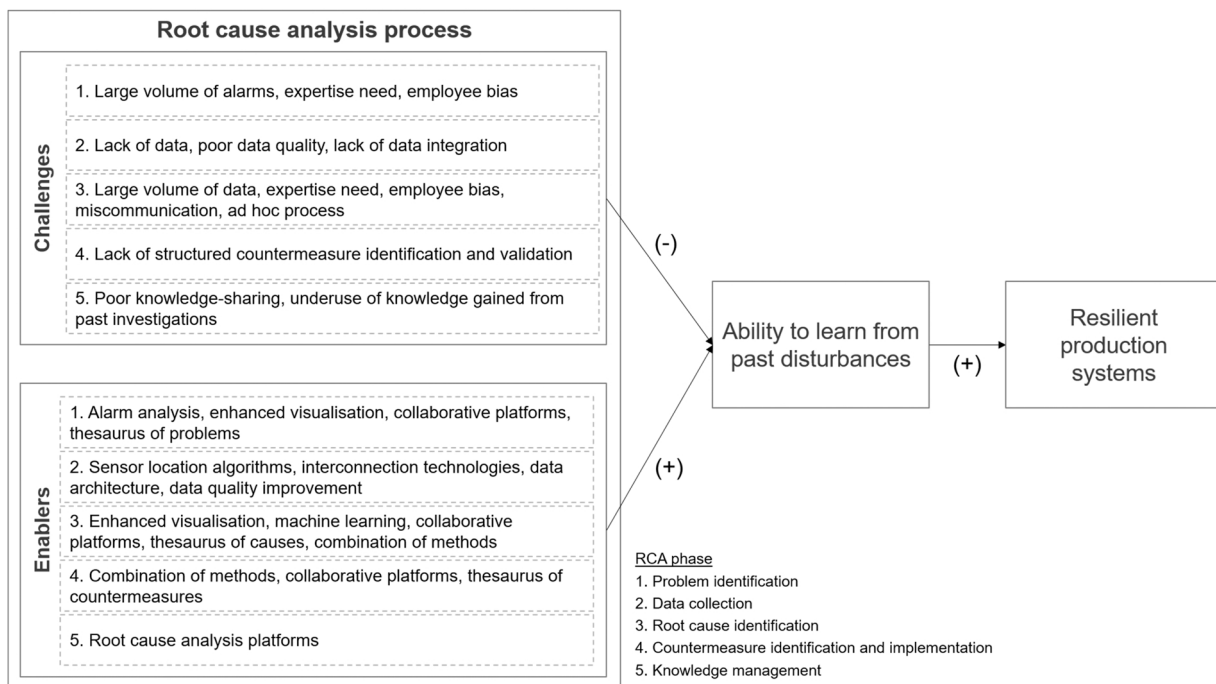 Root cause analysis process
Challenges
1. Large volume of alarms, expertise need, employee bias
2. Lack of data, poor data quality, lack of data integration
3. Large volume of data, expertise need, employee bias,
miscommunication, ad hoc process
4. Lack of structured countermeasure identification and validation
5. Poor knowledge-sharing, underuse of knowledge gained from
past investigations
Enablers
1. Alarm analysis, enhanced visualisation, collaborative platforms,
thesaurus of problems
2. Sensor location algorithms, interconnection technologies, data
architecture, data quality improvement
3. Enhanced visualisation, machine learning, collaborative
platforms, thesaurus of causes, combination of methods
4. Combination of methods, collaborative platforms, thesaurus of
countermeasures
5. Root cause analysis platforms
(-)
(+)
Ability to learn from
past disturbances
(+)
Resilient
production
systems
RCA phase
1. Problem identification
2. Data collection
3. Root cause identification
4. Countermeasure identification and implementation
5. Knowledge management